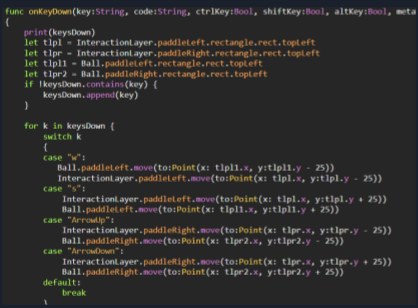 func onKeyDown(key:String, code:String, ctrlKey:Bool, shiftKey:Bool, altKey:Bool, meta
{
print(keysDown)
let tlpl = InteractionLayer.paddleLeft.rectangle.rect.topLeft
let tlpr = InteractionLayer.paddleRight.rectangle.rect.topLeft
let tlpl1 = Ball.paddleLeft.rectangle.rect.topLeft
let tlpr2 = Ball.paddleRight.rectangle.rect.topLeft
if !keysDown.contains(key) {
keysDown.append(key)
}
for k in keysDown {
switch k
{
case "w":
Ball.paddleLeft.move(to:Point(x: tlpl1.x, y:tlpl1.y - 25))
InteractionLayer.paddleLeft.move(to:Point(x: tlpl.x, y:tlpl.y - 25))
case "s":
InteractionLayer.paddleLeft.move(to:Point(x: tlpl.x, y:tlpl.y + 25))
Ball.paddleLeft.move(to:Point(x: tlpl1.x, y:tlpl1.y + 25))
case "ArrowUp":
InteractionLayer.paddleRight.move(to:Point(x: tlpr.x, y:tlpr.y - 25))
Ball.paddleRight.move(to:Point(x: tlpr2.x, y:tlpr2.y - 25))
case "ArrowDown":
InteractionLayer.paddleRight.move(to:Point(x: tlpr.x, y:tlpr.y + 25))
Ball.paddleRight.move(to:Point(x: tlpr2.x, y:tlpr2.y + 25))
default:
break
}